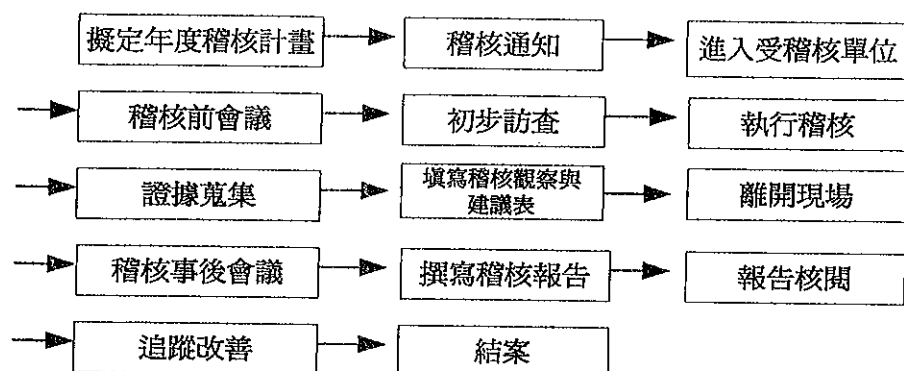 擬定年度稽核計畫
稽核通知
進入受稽核單位
稽核前會議
初步訪查
執行稽核
證據蒐集
填寫稽核觀察與
建議表
離開現場
稽核事後會議
撰寫稽核報告
報告核閱
追蹤改善
結案